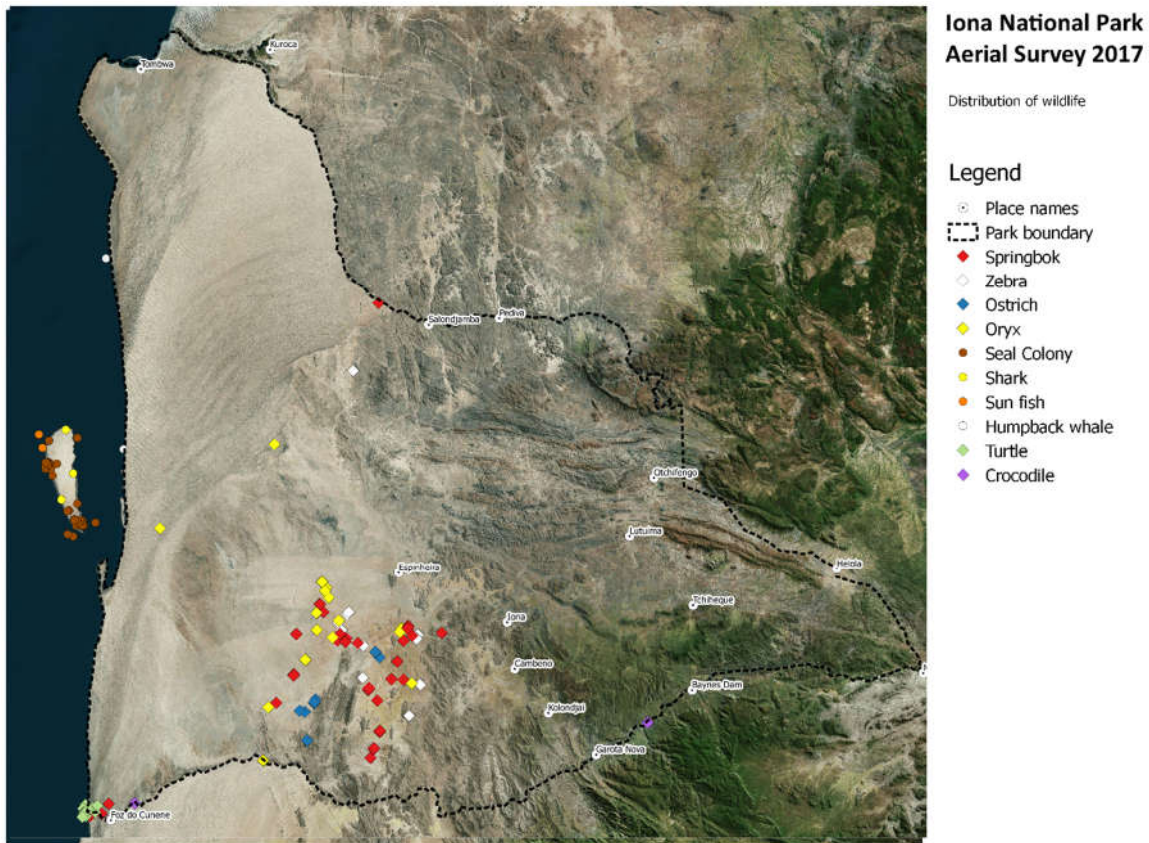 Iona National Park
Aerial Survey 2017
Distribution of wildlife
Legend
Place names
Park boundary
Springbok
Zebra
Ostrich
Oryx
Seal Colony
Shark
Sun fish
Humpback whale
Turtle
Crocodile
Kuroca
Tombwa
Salondjamba
Pediva
Otchifengo
Lutuima
Espinheira
Helola
Tchiheque
Iona
Cambeno
Baynes Dam
Kolondjai
Garota Nova
Foz do Cunene